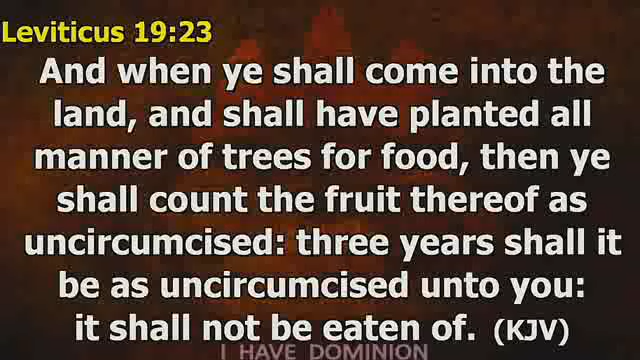 Leviticus 19:23
And when ye shall come into the
land, and shall have planted all
manner of trees for food, then ye
shall count the fruit thereof as
uncircumcised: three years shall it
be as uncircumcised unto you:
it shall not be eaten of. (KJV)
I HAVE DOMINION